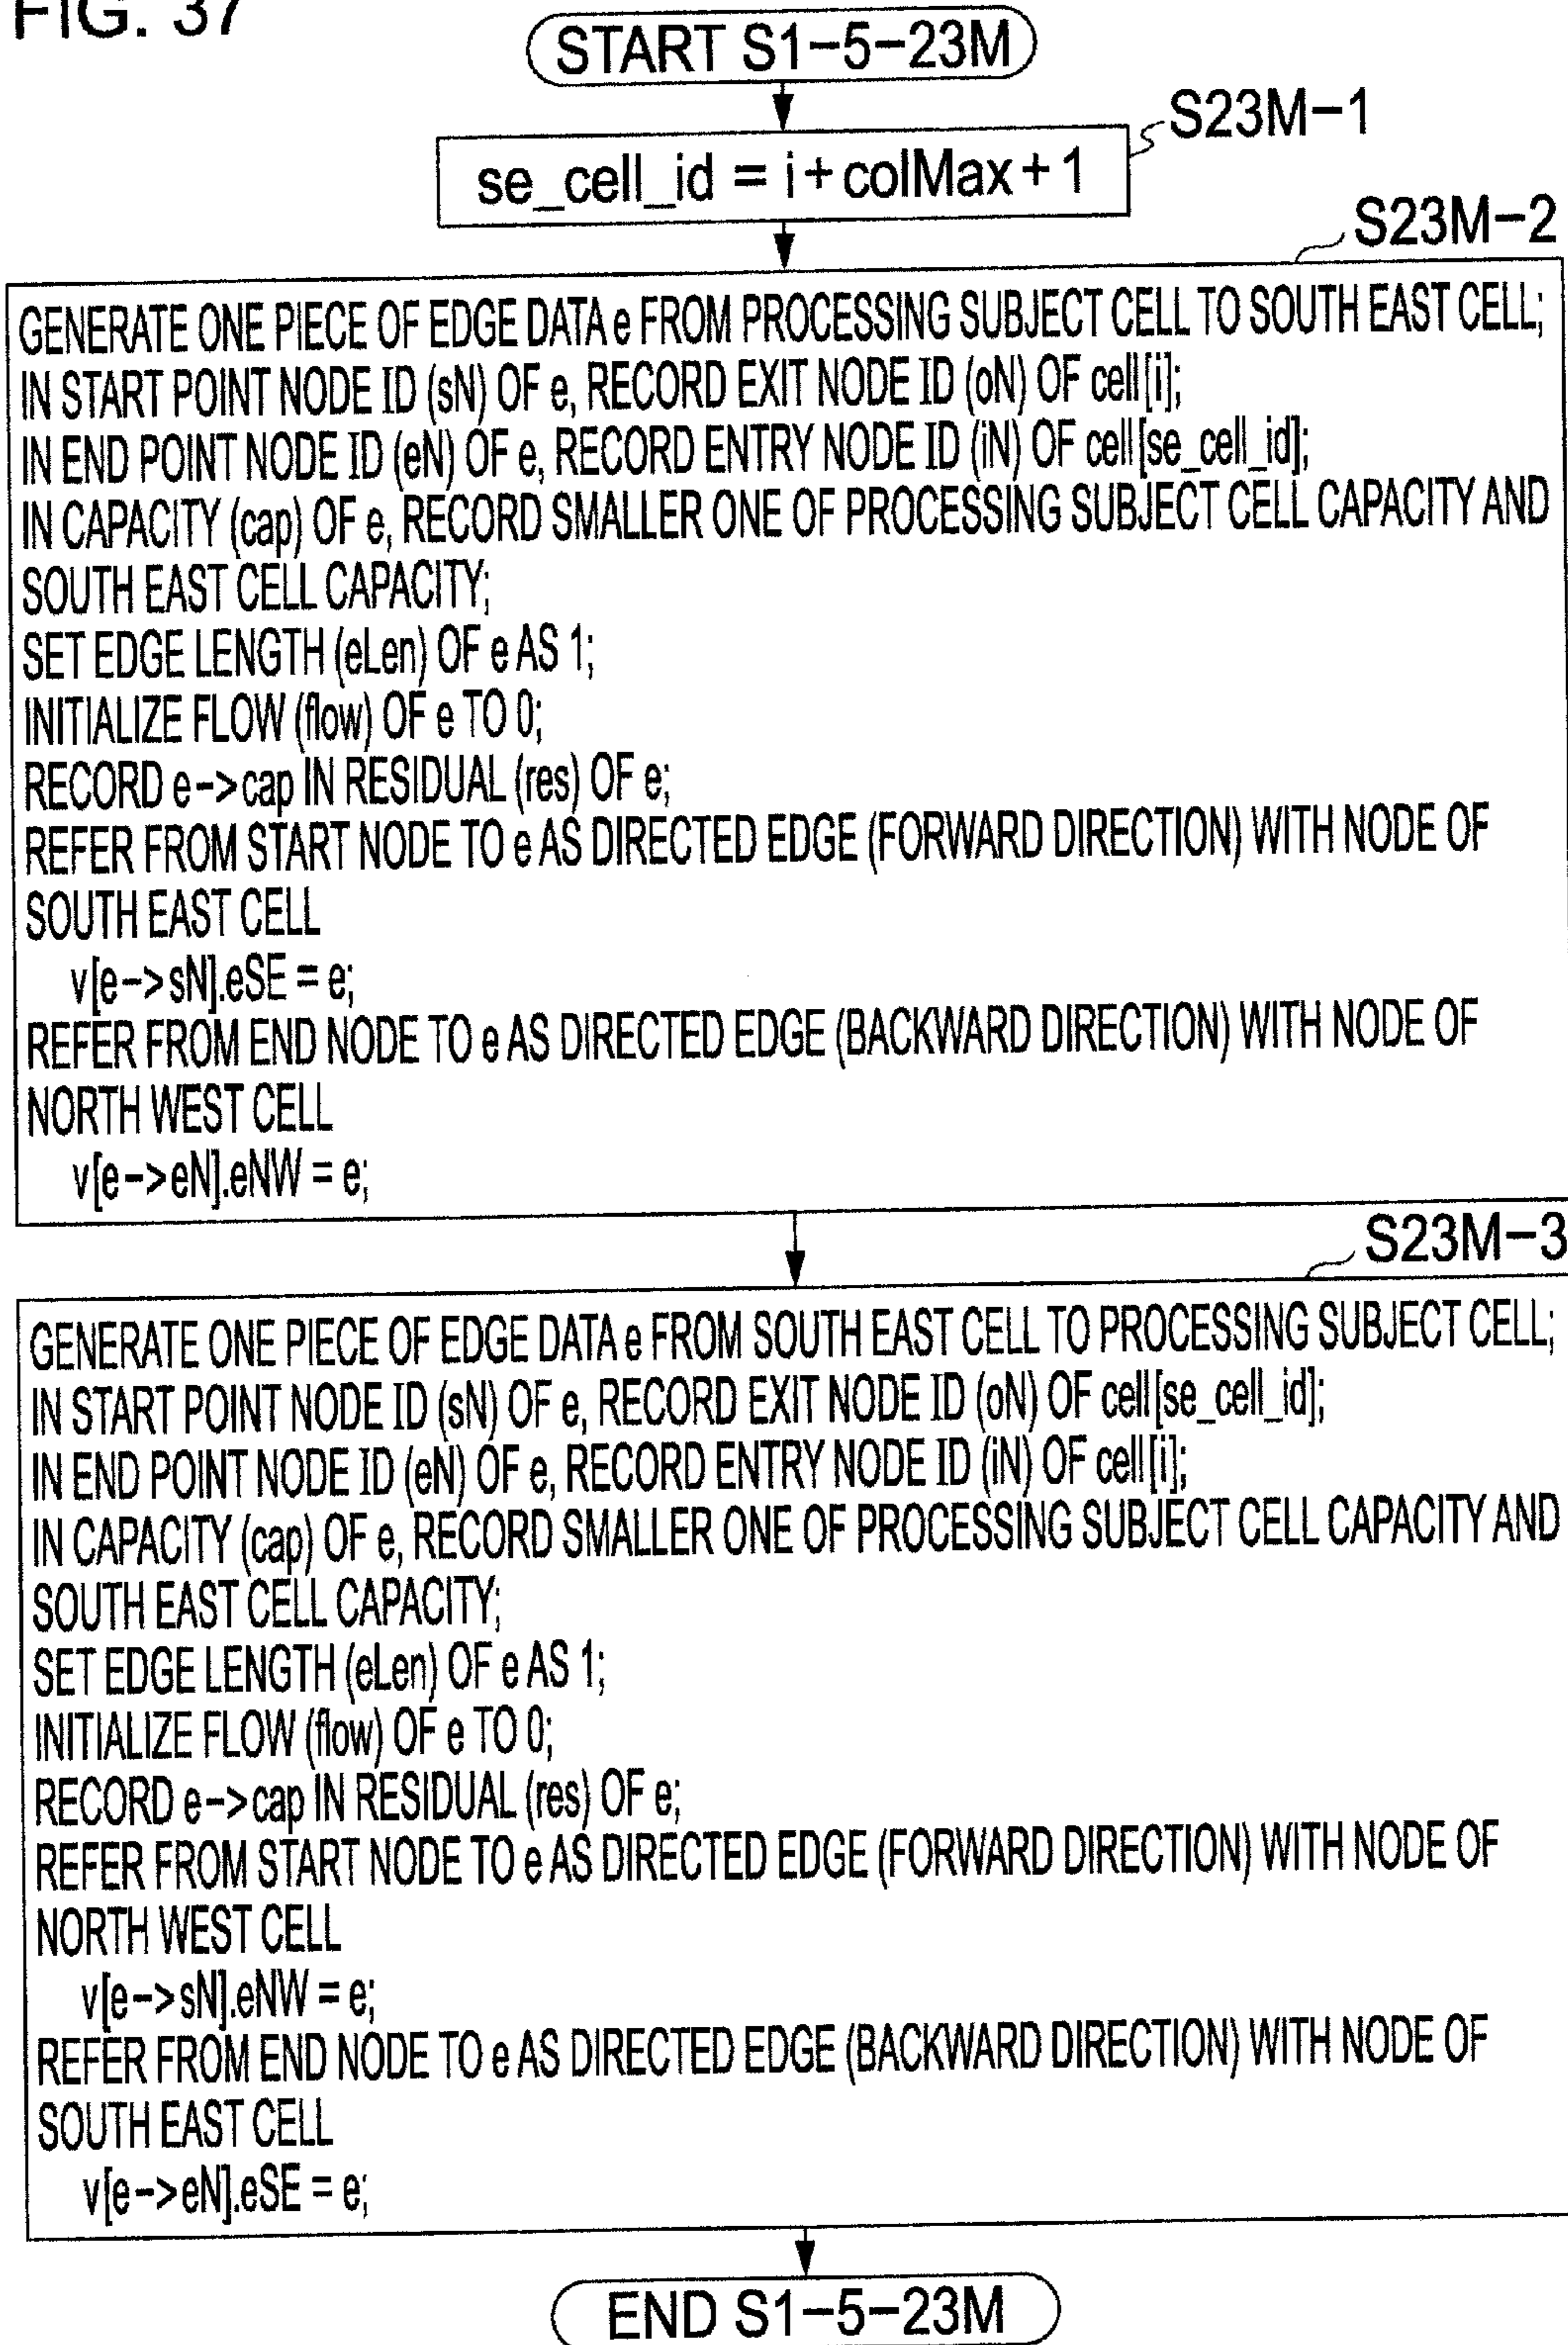 FIG. 37
START S1-5-23M
S23M-1
se_cell_id = i+colMax+1
S23M-2
GENERATE ONE PIECE OF EDGE DATA e FROM PROCESSING SUBJECT CELL TO SOUTH EAST CELL;
IN START POINT NODE ID (sN) OF e, RECORD EXIT NODE ID (oN) OF cell[i];
IN END POINT NODE ID (eN) OF e, RECORD ENTRY NODE ID (iN) OF cell[se_cell_id];
IN CAPACITY (cap) OF e, RECORD SMALLER ONE OF PROCESSING SUBJECT CELL CAPACITY AND
SOUTH EAST CELL CAPACITY;
SET EDGE LENGTH (eLen) OF e AS 1;
INITIALIZE FLOW (flow) OF e TO 0;
RECORD e->cap IN RESIDUAL (res) OF e;
REFER FROM START NODE TO e AS DIRECTED EDGE (FORWARD DIRECTION) WITH NODE OF
SOUTH EAST CELL
v[e->sN].eSE = e;
REFER FROM END NODE TO e AS DIRECTED EDGE (BACKWARD DIRECTION) WITH NODE OF
NORTH WEST CELL
v[e->eN].eNW = e;
S23M-3
GENERATE ONE PIECE OF EDGE DATA e FROM SOUTH EAST CELL TO PROCESSING SUBJECT CELL;
IN START POINT NODE ID (sN) OF e, RECORD EXIT NODE ID (oN) OF cell[se_cell_id];
IN END POINT NODE ID (eN) OF e, RECORD ENTRY NODE ID (iN) OF cell[i];
IN CAPACITY (cap) OF e, RECORD SMALLER ONE OF PROCESSING SUBJECT CELL CAPACITY AND
SOUTH EAST CELL CAPACITY;
SET EDGE LENGTH (eLen) OF e AS 1;
INITIALIZE FLOW (flow) OF e TO 0;
RECORD e->cap IN RESIDUAL (res) OF e;
REFER FROM START NODE TO e AS DIRECTED EDGE (FORWARD DIRECTION) WITH NODE OF
NORTH WEST CELL
v[e->sN].eNW = e;
REFER FROM END NODE TO e AS DIRECTED EDGE (BACKWARD DIRECTION) WITH NODE OF
SOUTH EAST CELL
v[e->eN].eSE = e;
END S1-5-23M